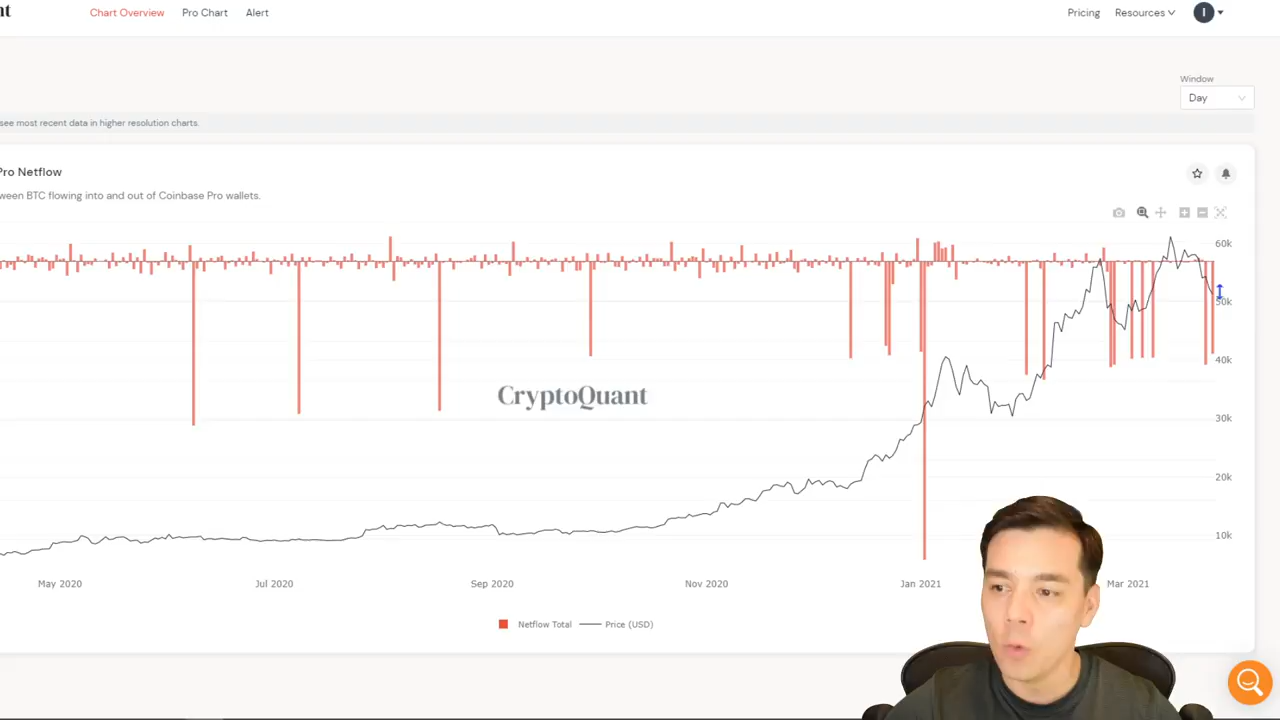 nt
Chart Overview
Pro Chart
Alert
Pricing
Resources
I
Window
Day
see most recent data in higher resolution charts.
Pro Netflow
ween BTC flowing into and out of Coinbase Pro wallets.
60k
50k
40k
CryptoQuant
30k
20k
10k
May 2020
Jul 2020
Sep 2020
Nov 2020
Jan 2021
Mar 2021
Netflow Total
Price (USD)